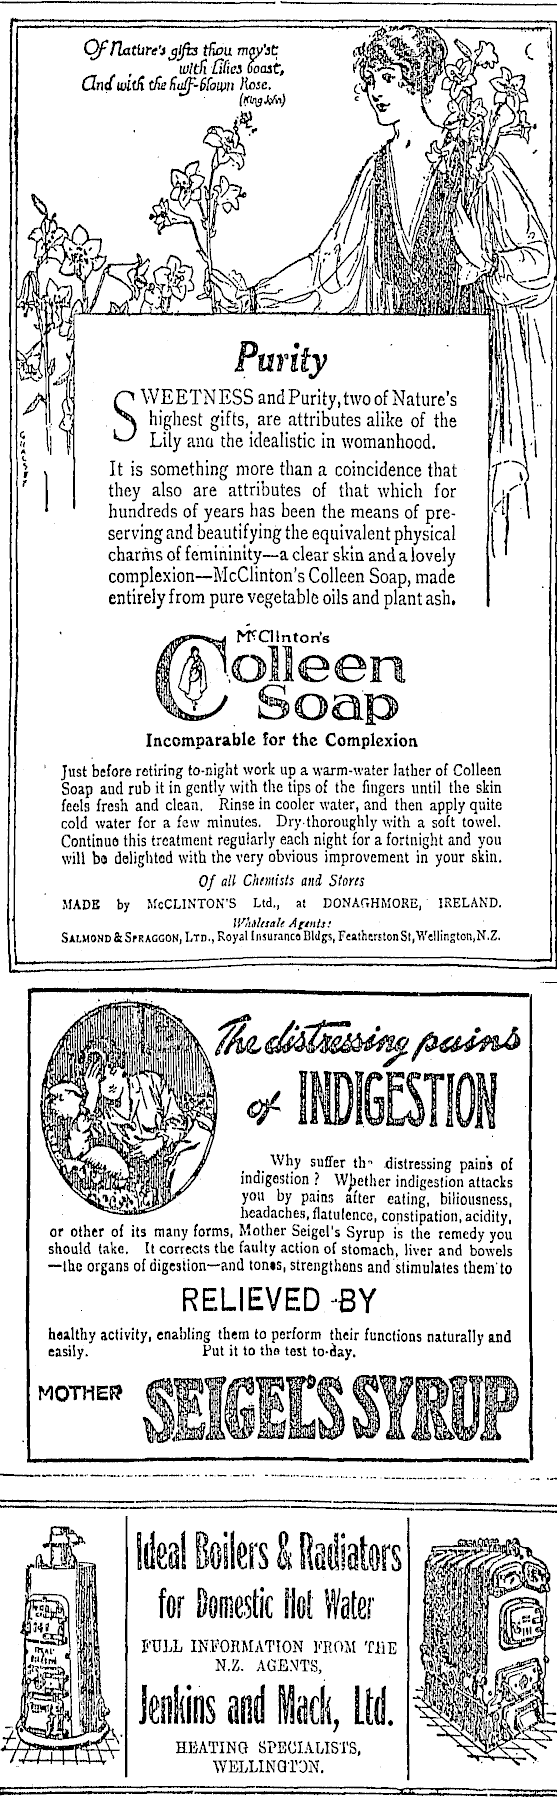 Of Nature's gifts thou may'st
with Lilies boast,
And with the half-blown Rose.
(King John)
Purity
SWEETNESS and Purity, two of Nature's
highest gifts, are attributes alike of the
Lily and the idealistic in womanhood.
It is something more than a coincidence that
they also are attributes of that which for
hundreds of years has been the means of pre-
serving and beautifying the equivalent physical
charms of femininity—a clear skin and a lovely
complexion—McClinton's Colleen Soap, made
entirely from pure vegetable oils and plant ash.
McClinton's
Colleen
Soap
Incomparable for the Complexion
Just before retiring to-night work up a warm-water lather of Colleen
Soap and rub it in gently with the tips of the fingers until the skin
feels fresh and clean. Rinse in cooler water, and then apply quite
cold water for a few minutes. Dry thoroughly with a soft towel.
Continue this treatment regularly each night for a fortnight and you
will be delighted with the very obvious improvement in your skin.
Of all Chemists and Stores
MADE by McCLINTON'S Ltd., at DONAGHMORE, IRELAND.
Wholesale Agents:
SALMOND & SPRAGGON, LTD., Royal Insurance Bldgs, Featherston St, Wellington, N.Z.
The distressing pains
of INDIGESTION
Why suffer the distressing pains of
indigestion? Whether indigestion attacks
you by pains after eating, biliousness,
headaches, flatulence, constipation, acidity,
or other of its many forms, Mother Seigel's Syrup is the remedy you
should take. It corrects the faulty action of stomach, liver and bowels
—the organs of digestion—and tones, strengthens and stimulates them to
RELIEVED BY
healthy activity, enabling them to perform their functions naturally and
easily. Put it to the test to-day.
MOTHER SEIGEL'S SYRUP
Ideal Boilers & Radiators
for Domestic Hot Water
FULL INFORMATION FROM THE
N.Z. AGENTS,
Jenkins and Mack, Ltd.
HEATING SPECIALISTS,
WELLINGTON.